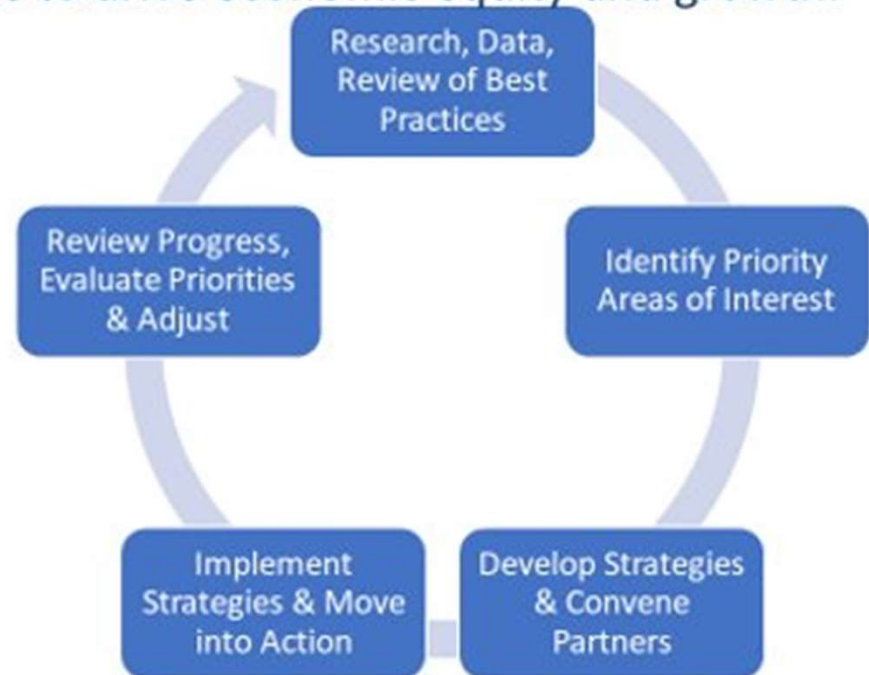 Research, Data,
Review of Best
Practices
Identify Priority
Areas of Interest
Develop Strategies
& Convene
Partners
Implement
Strategies & Move
into Action
Review Progress,
Evaluate Priorities
& Adjust